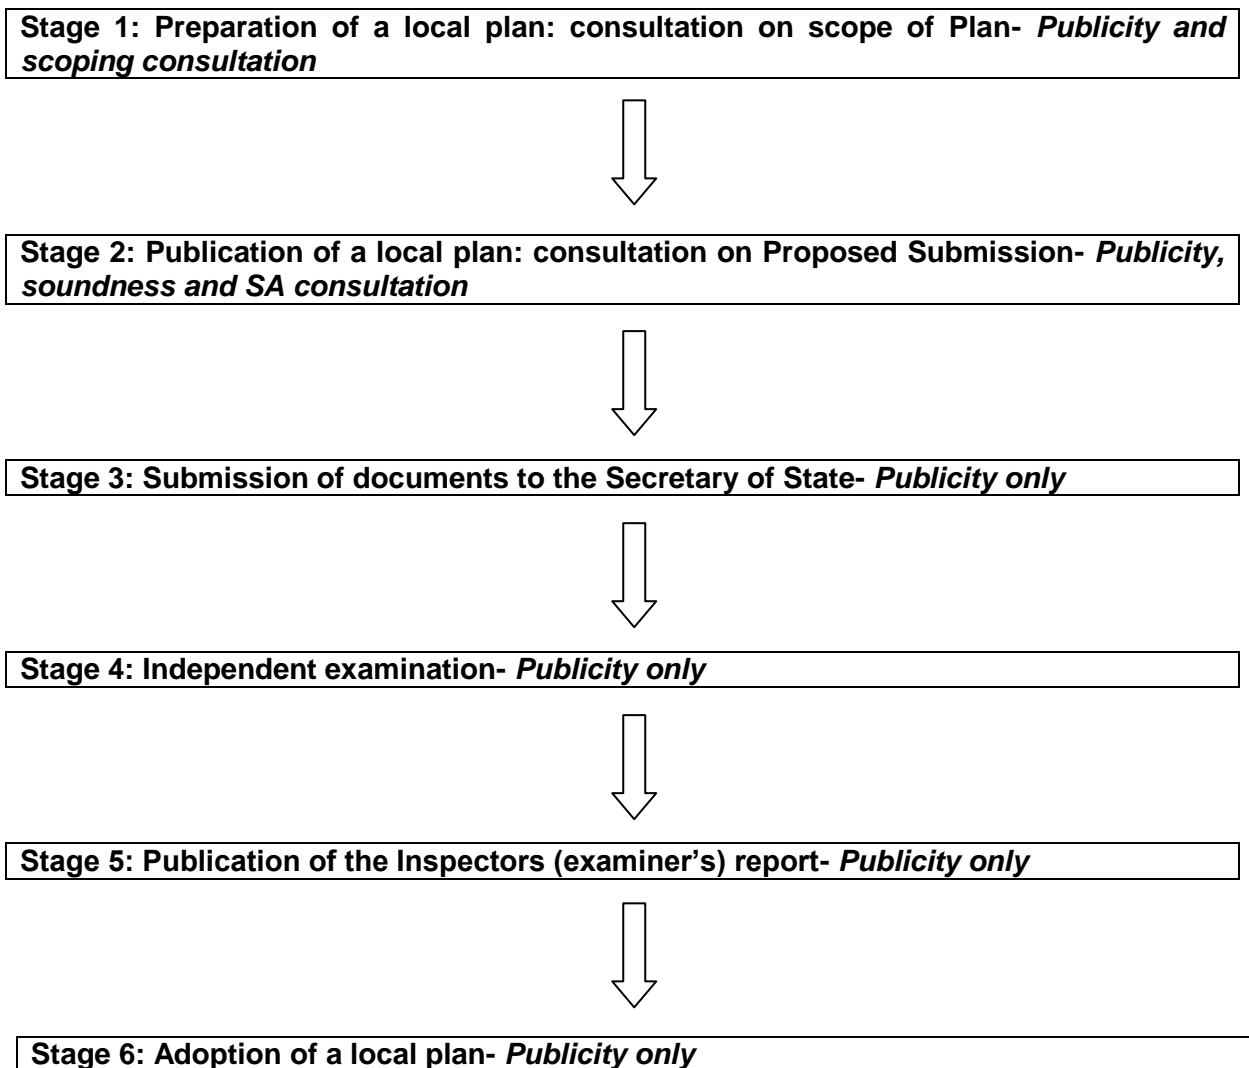 Stage 1: Preparation of a local plan: consultation on scope of Plan- Publicity and
scoping consultation
Stage 2: Publication of a local plan: consultation on Proposed Submission- Publicity,
soundness and SA consultation
Stage 3: Submission of documents to the Secretary of State- Publicity only
Stage 4: Independent examination- Publicity only
Stage 5: Publication of the Inspectors (examiner's) report- Publicity only
Stage 6: Adoption of a local plan- Publicity only